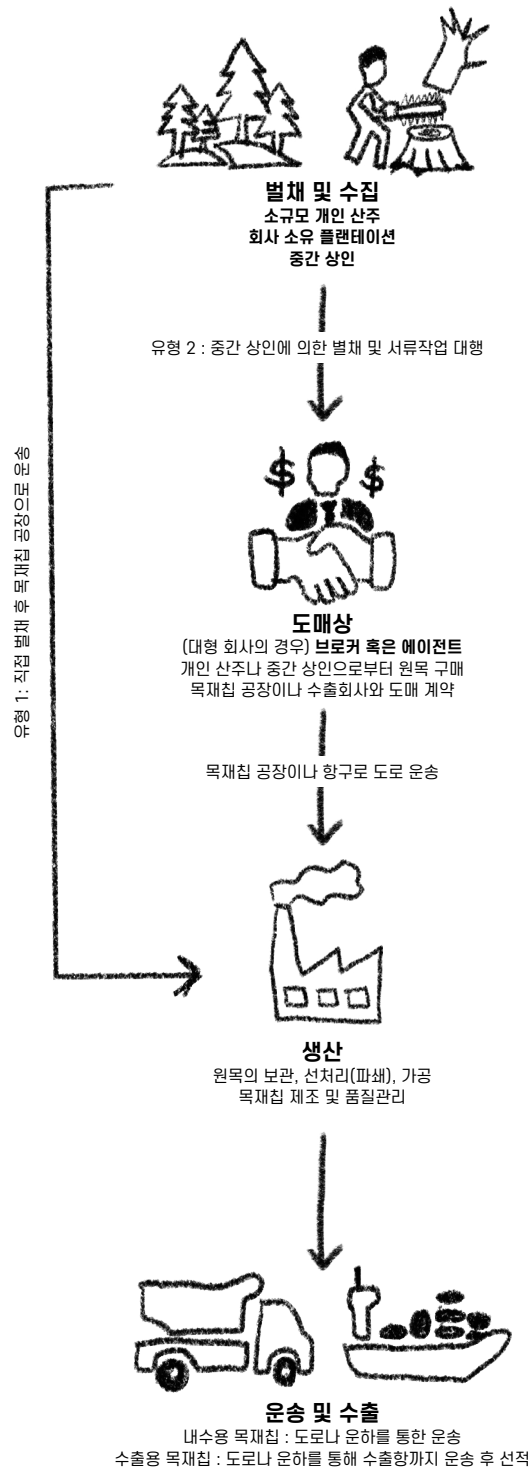 벌채 및 수집
소규모 개인 산주
회사 소유 플랜테이션
중간 상인
유형 2 : 중간 상인에 의한 벌채 및 서류작업 대행
유형 1: 직접 벌채 후 목재칩 공장으로 운송
도매상
(대형 회사의 경우) 브로커 혹은 에이전트
개인 산주나 중간 상인으로부터 원목 구매
목재칩 공장이나 수출회사와 도매 계약
목재칩 공장이나 항구로 도로 운송
생산
원목의 보관, 선처리(파쇄), 가공
목재칩 제조 및 품질관리
운송 및 수출
내수용 목재칩 : 도로나 운하를 통한 운송
수출용 목재칩 : 도로나 운하를 통해 수출항까지 운송 후 선적